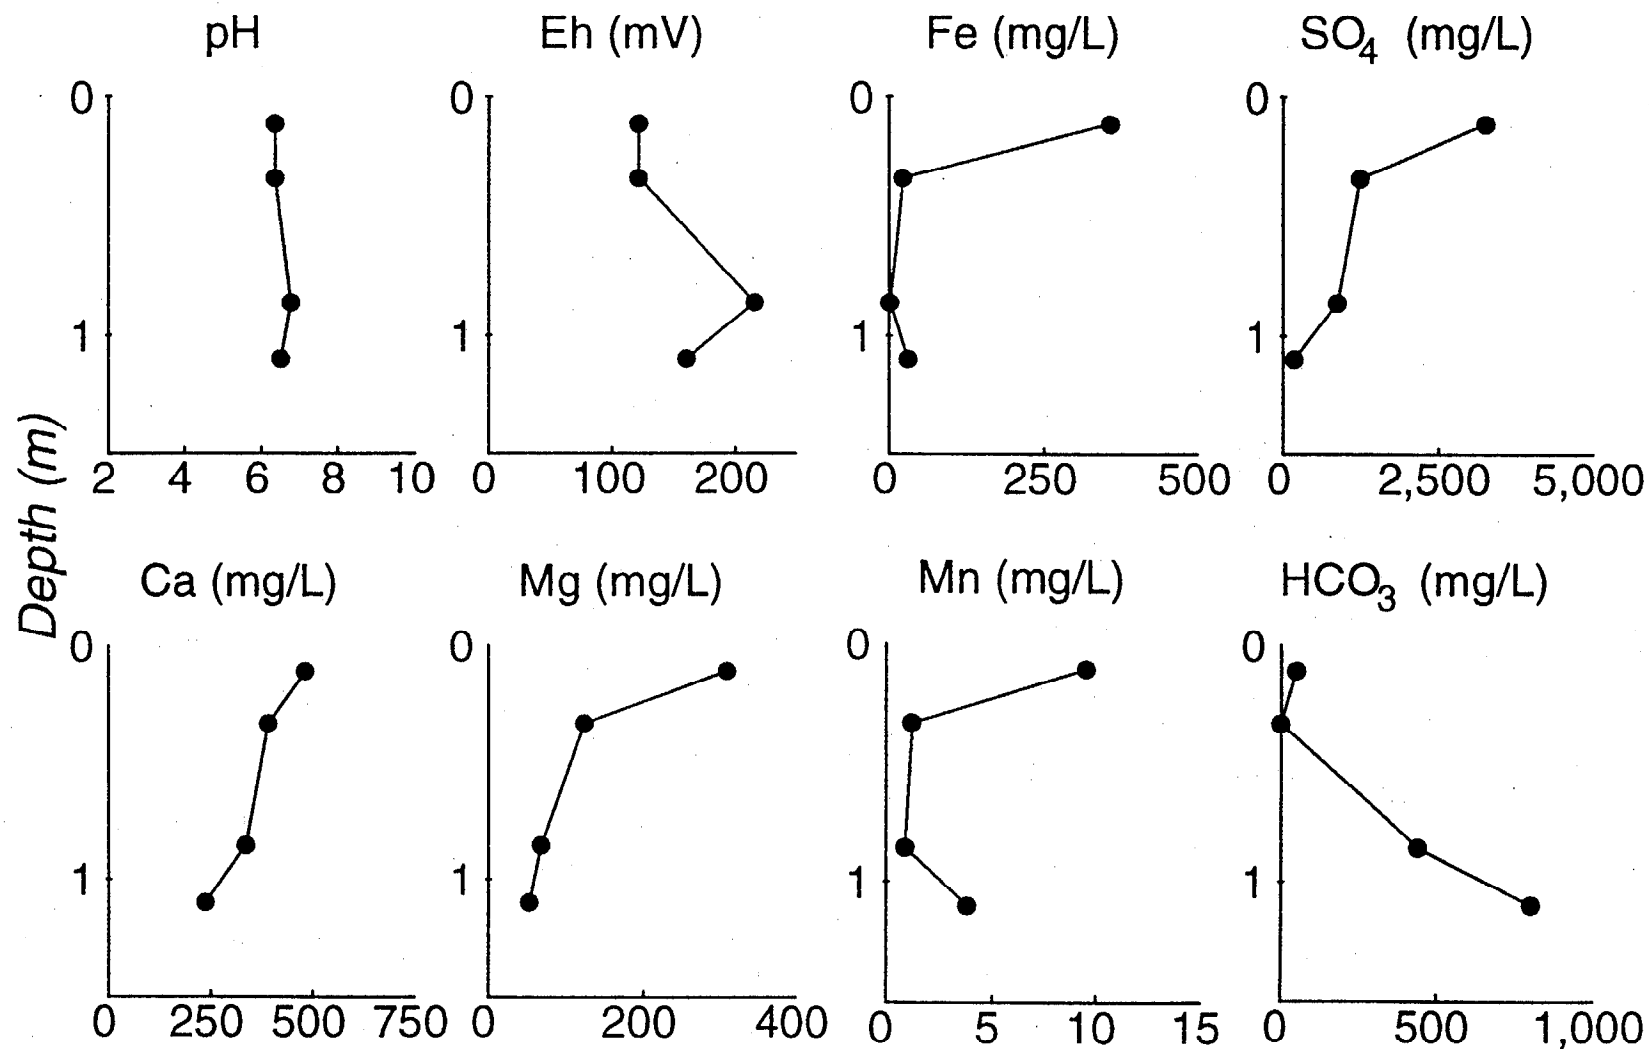 pH
0
1
2 4 6 8 10
Eh (mV)
0
1
0 100 200
Fe (mg/L)
0
1
0 250 500
SO4 (mg/L)
0
1
0 2,500 5,000
Depth (m)
Ca (mg/L)
0
1
0 250 500 750
Mg (mg/L)
0
1
0 200 400
Mn (mg/L)
0
1
0 5 10 15
HCO3 (mg/L)
0
1
0 500 1,000